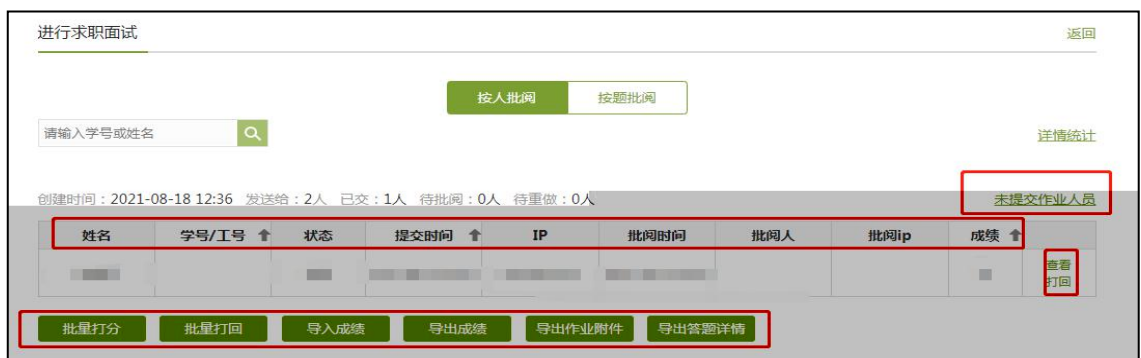 进行求职面试 返回
按人批阅 按题批阅
请输入学号或姓名
详情统计
创建时间：2021-08-18 12:36 发送给：2人 已交：1人 待批阅：0人 待重做：0人 未提交作业人员
姓名 学号/工号 状态 提交时间 IP 批阅时间 批阅人 批阅ip 成绩
查看
打回
批量打分 批量打回 导入成绩 导出成绩 导出作业附件 导出答题详情